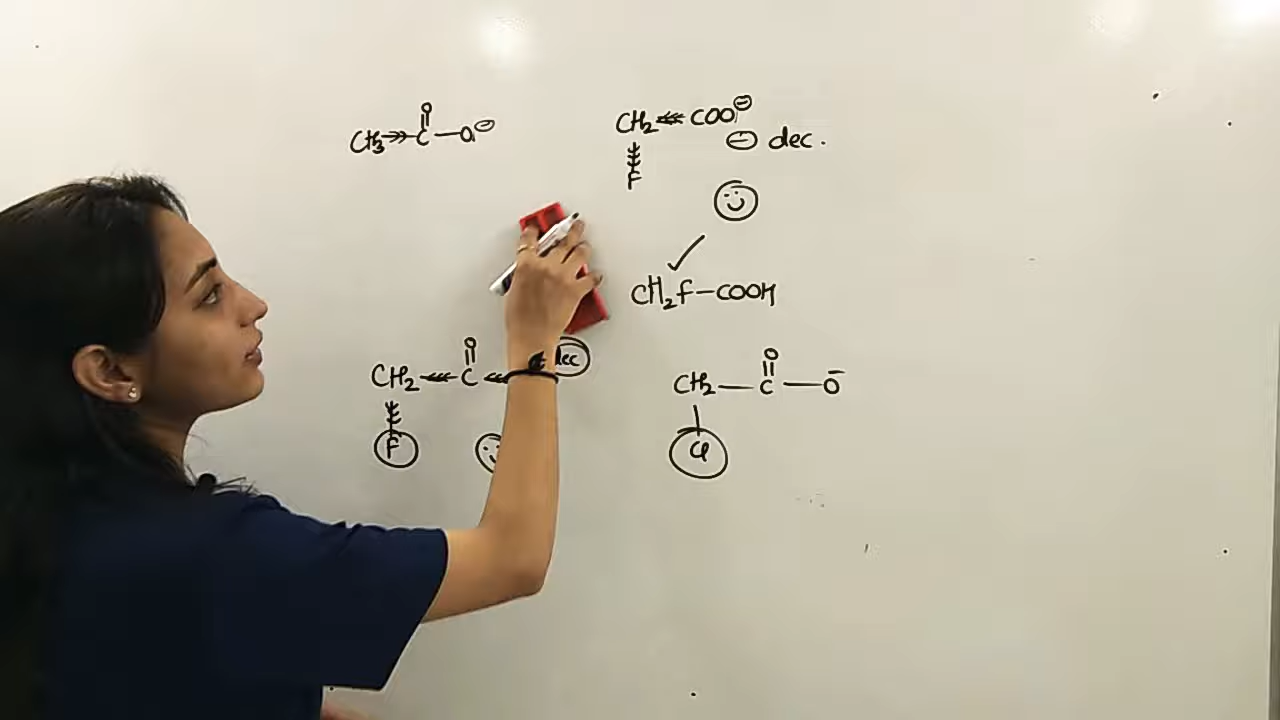 O
CH3 C — O⊖
CH2 COO⊖
⊖ dec.
F
CH2F—COOH
O
CH2 C dec
F
O
CH2 — C — O⁻
Cl